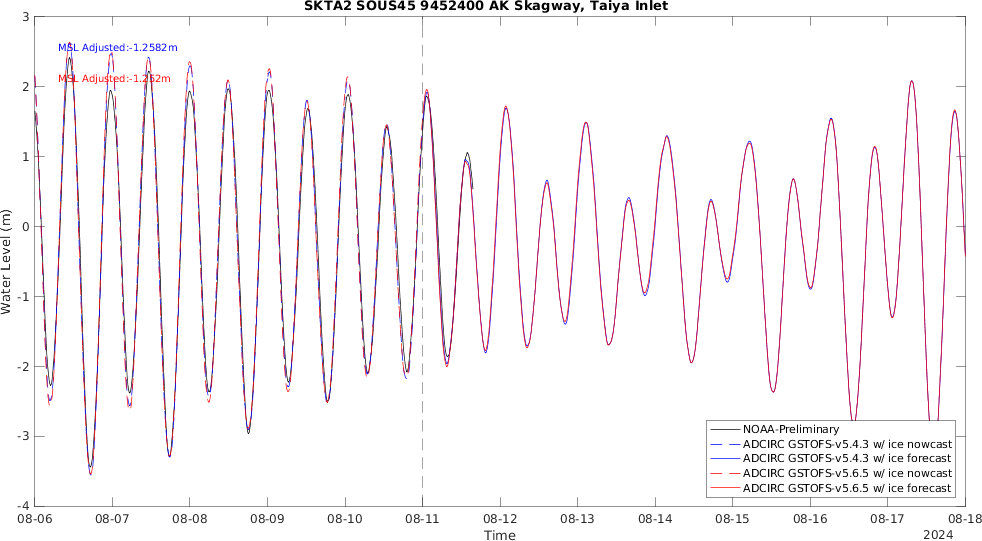 SKTA2 SOUS45 9452400 AK Skagway, Taiya Inlet
MSL Adjusted:-1.2582m
MSL Adjusted:-1.262m
Water Level (m)
3
2
1
0
-1
-2
-3
-4
NOAA-Preliminary
ADCIRC GSTOFS-v5.4.3 w/ ice nowcast
ADCIRC GSTOFS-v5.4.3 w/ ice forecast
ADCIRC GSTOFS-v5.6.5 w/ ice nowcast
ADCIRC GSTOFS-v5.6.5 w/ ice forecast
08-06 08-07 08-08 08-09 08-10 08-11 08-12 08-13 08-14 08-15 08-16 08-17 08-18
Time
2024